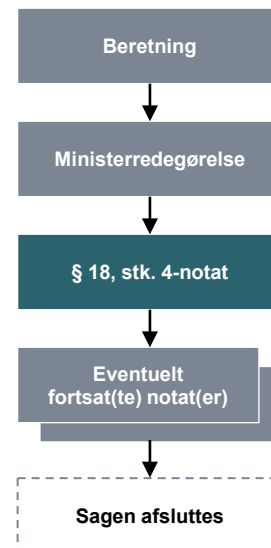 Beretning
Ministerredegørelse
§ 18, stk. 4-notat
Eventuelt
fortsat(te) notat(er)
Sagen afsluttes